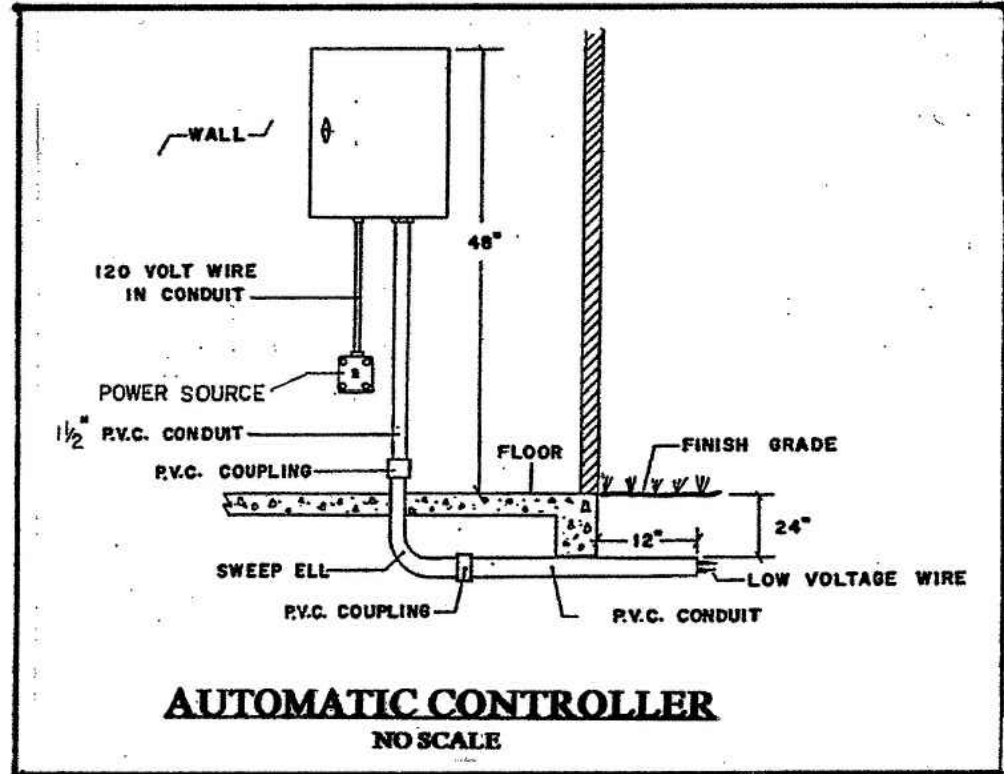 WALL
48"
120 VOLT WIRE
IN CONDUIT
POWER SOURCE
1½" P.V.C. CONDUIT
P.V.C. COUPLING
FLOOR
FINISH GRADE
24"
12"
SWEEP ELL
LOW VOLTAGE WIRE
P.V.C. COUPLING
P.V.C. CONDUIT
AUTOMATIC CONTROLLER
NO SCALE